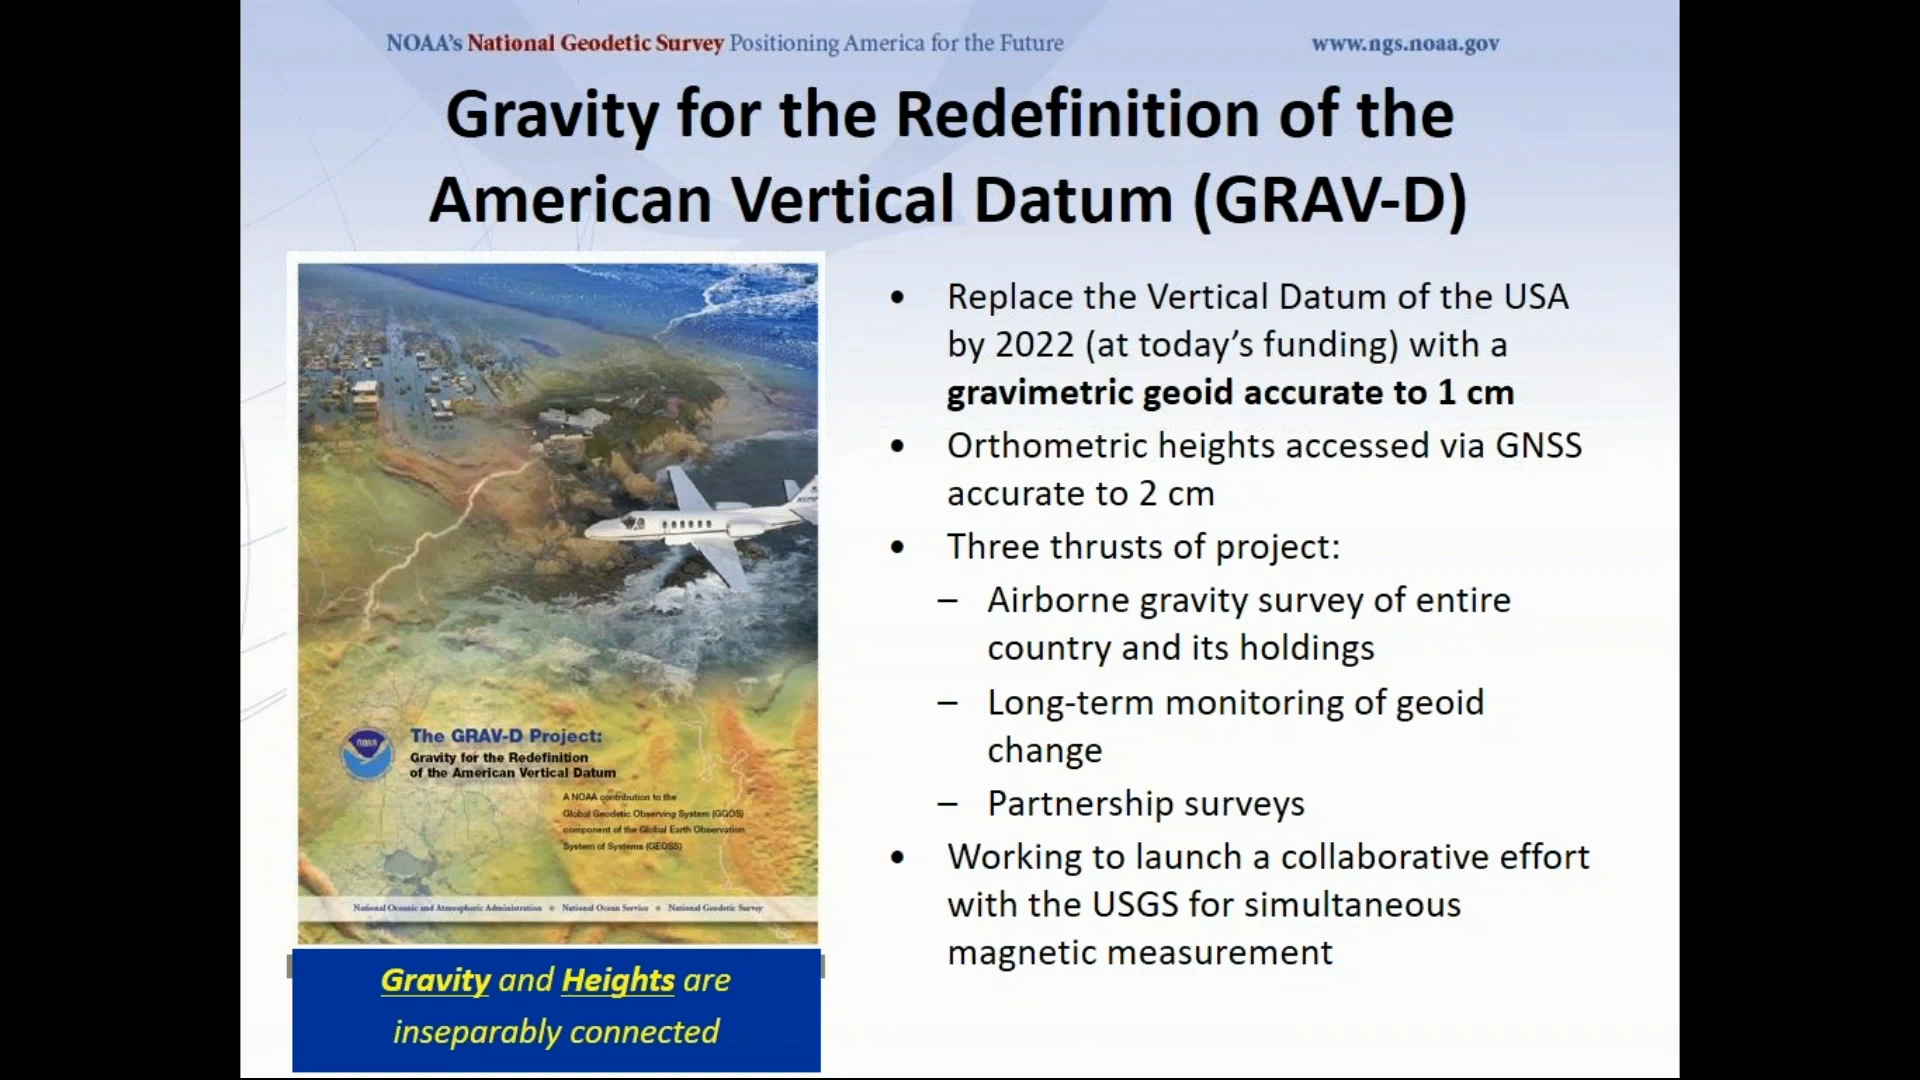 NOAA's National Geodetic Survey Positioning America for the Future
www.ngs.noaa.gov
Gravity for the Redefinition of the
American Vertical Datum (GRAV-D)
The GRAV-D Project:
Gravity for the Redefinition
of the American Vertical Datum
A NOAA contribution to the
Global Geodetic Observing System (GGOS)
component of the Global Earth Observation
System of Systems (GEOSS)
National Oceanic and Atmospheric Administration • National Ocean Service • National Geodetic Survey
Gravity and Heights are
inseparably connected
• Replace the Vertical Datum of the USA
by 2022 (at today's funding) with a
gravimetric geoid accurate to 1 cm
• Orthometric heights accessed via GNSS
accurate to 2 cm
• Three thrusts of project:
– Airborne gravity survey of entire
country and its holdings
– Long-term monitoring of geoid
change
– Partnership surveys
• Working to launch a collaborative effort
with the USGS for simultaneous
magnetic measurement